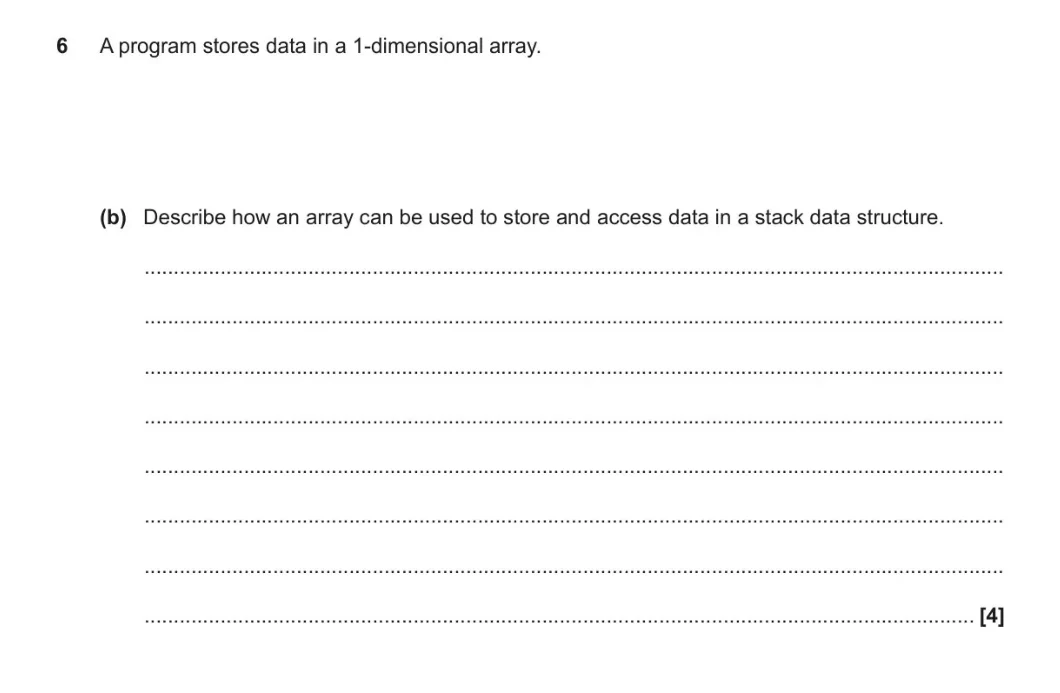 6 A program stores data in a 1-dimensional array.
(b) Describe how an array can be used to store and access data in a stack data structure.
[4]